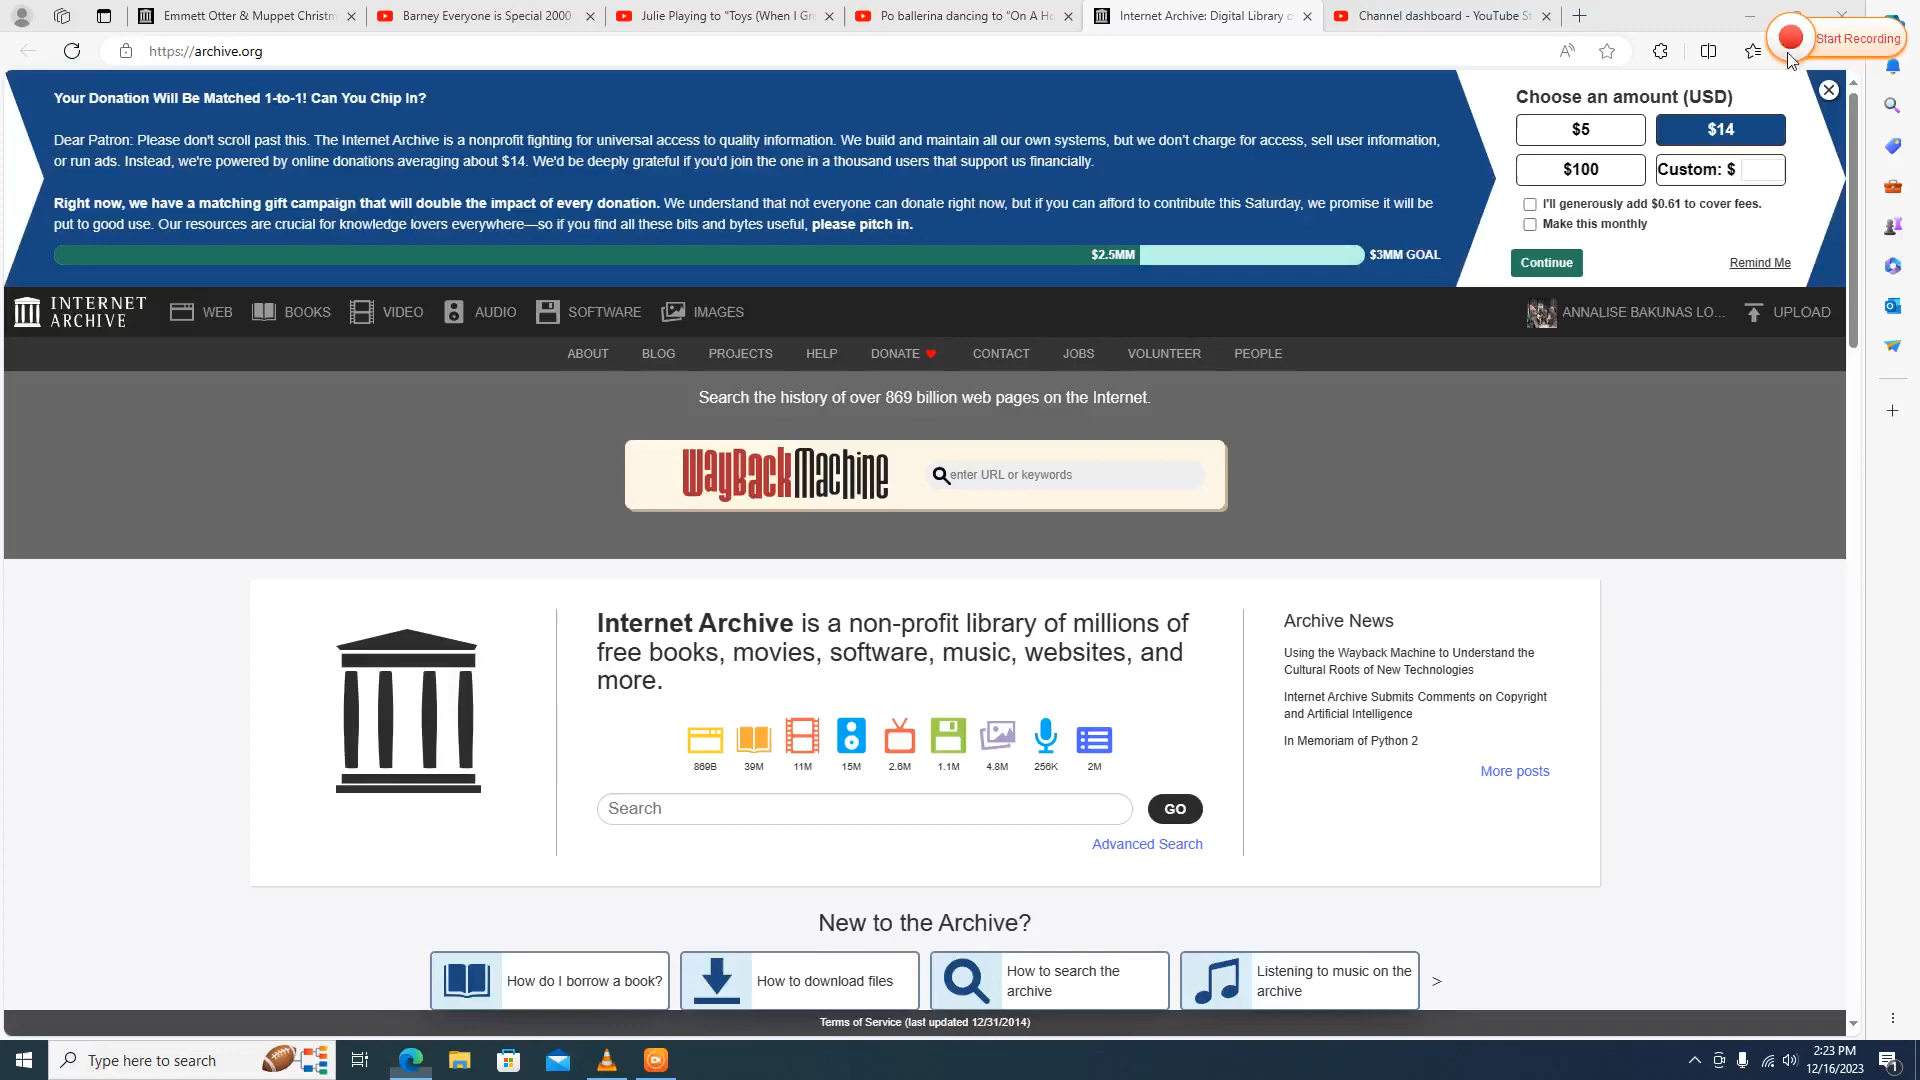 Emmett Otter & Muppet Christm
Barney Everyone is Special 2000
Julie Playing to "Toys (When I Gr
Po ballerina dancing to "On A Ho
Internet Archive: Digital Library o
Channel dashboard - YouTube St
https://archive.org
Start Recording
Your Donation Will Be Matched 1-to-1! Can You Chip In?
Dear Patron: Please don't scroll past this. The Internet Archive is a nonprofit fighting for universal access to quality information. We build and maintain all our own systems, but we don't charge for access, sell user information,
or run ads. Instead, we're powered by online donations averaging about $14. We'd be deeply grateful if you'd join the one in a thousand users that support us financially.
Right now, we have a matching gift campaign that will double the impact of every donation. We understand that not everyone can donate right now, but if you can afford to contribute this Saturday, we promise it will be
put to good use. Our resources are crucial for knowledge lovers everywhere—so if you find all these bits and bytes useful, please pitch in.
$2.5MM
$3MM GOAL
Choose an amount (USD)
$5
$14
$100
Custom: $
I'll generously add $0.61 to cover fees.
Make this monthly
Continue
Remind Me
INTERNET
ARCHIVE
WEB
BOOKS
VIDEO
AUDIO
SOFTWARE
IMAGES
ANNALISE BAKUNAS LO...
UPLOAD
ABOUT
BLOG
PROJECTS
HELP
DONATE
CONTACT
JOBS
VOLUNTEER
PEOPLE
Search the history of over 869 billion web pages on the Internet.
WayBackMachine
enter URL or keywords
Internet Archive is a non-profit library of millions of
free books, movies, software, music, websites, and
more.
869B
39M
11M
15M
2.6M
1.1M
4.8M
256K
2M
Search
GO
Advanced Search
Archive News
Using the Wayback Machine to Understand the
Cultural Roots of New Technologies
Internet Archive Submits Comments on Copyright
and Artificial Intelligence
In Memoriam of Python 2
More posts
New to the Archive?
How do I borrow a book?
How to download files
How to search the
archive
Listening to music on the
archive
>
Terms of Service (last updated 12/31/2014)
Type here to search
2:23 PM
12/16/2023
1